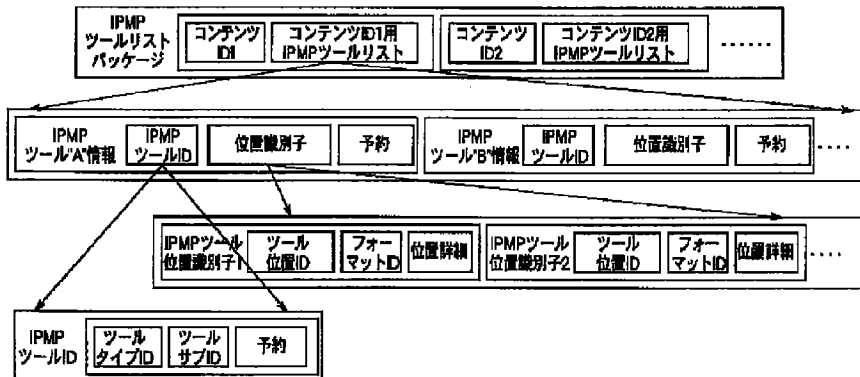 IPMP
ツールリスト
パッケージ
コンテンツ
ID1
コンテンツID1用
IPMPツールリスト
コンテンツ
ID2
コンテンツID2用
IPMPツールリスト
……
IPMP
ツール"A"情報
IPMP
ツールID
位置識別子
予約
IPMP
ツール"B"情報
IPMP
ツールID
位置識別子
予約
‥‥
IPMPツール
位置識別子1
ツール
位置ID
フォー
マットID
位置詳細
IPMPツール
位置識別子2
ツール
位置ID
フォー
マットID
位置詳細
‥‥
IPMP
ツールID
ツール
タイプID
ツール
サブID
予約